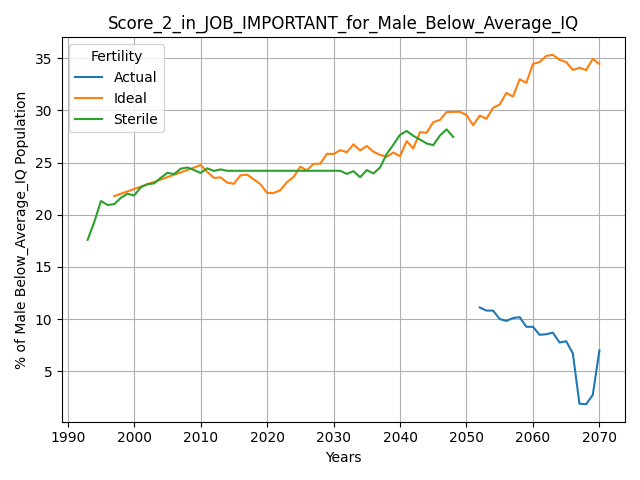 Score_2_in_JOB_IMPORTANT_for_Male_Below_Average_IQ
Fertility
Actual
Ideal
Sterile
% of Male Below_Average_IQ Population
35
30
25
20
15
10
5
1990 2000 2010 2020 2030 2040 2050 2060 2070
Years